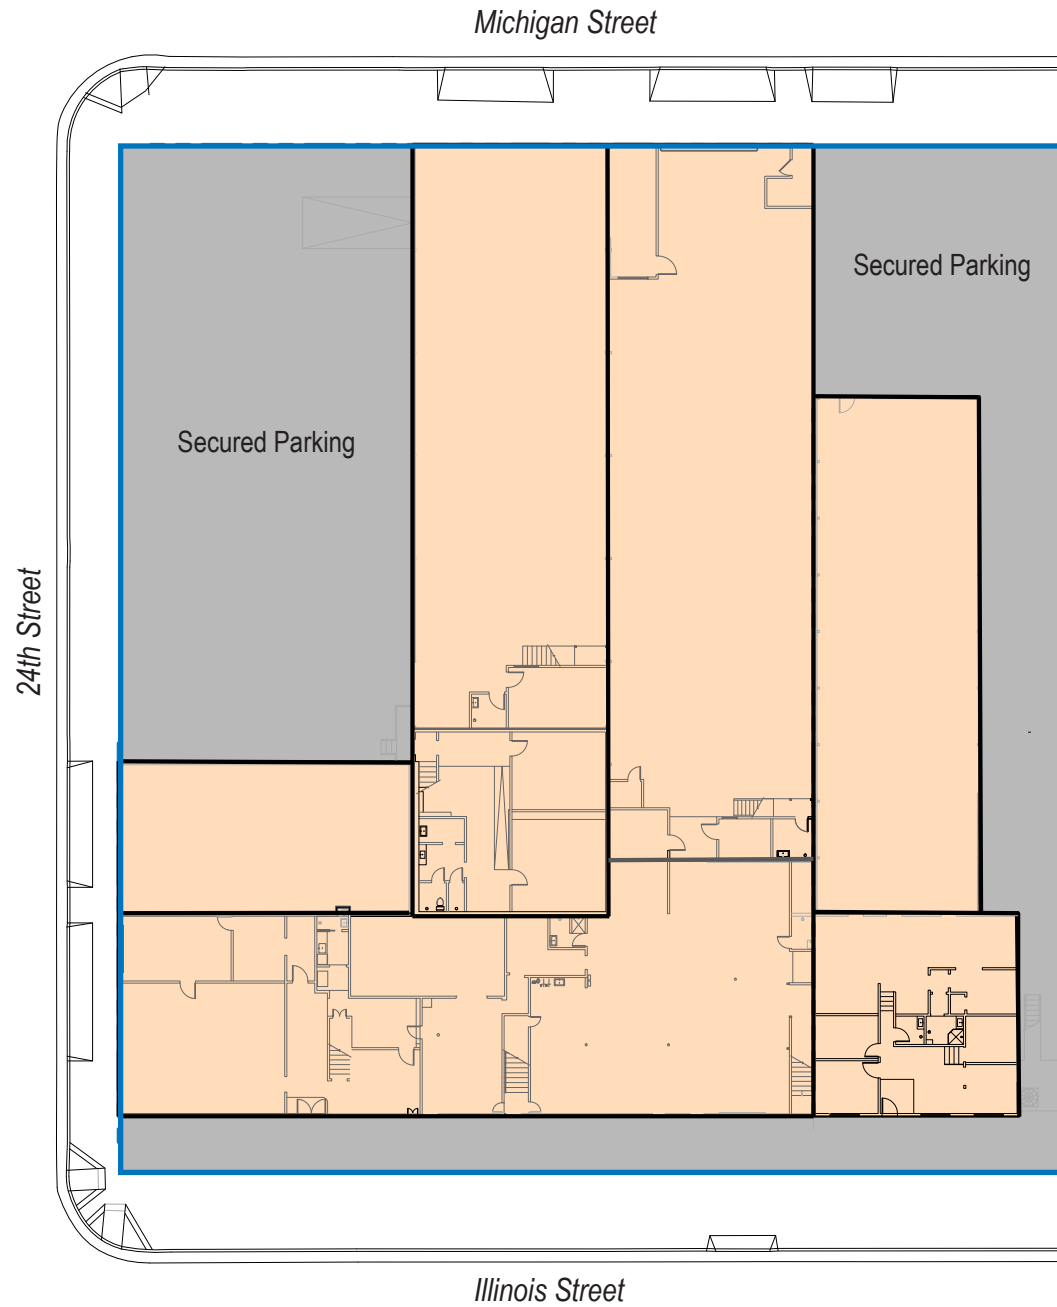 Michigan Street
Secured Parking
Secured Parking
24th Street
Illinois Street